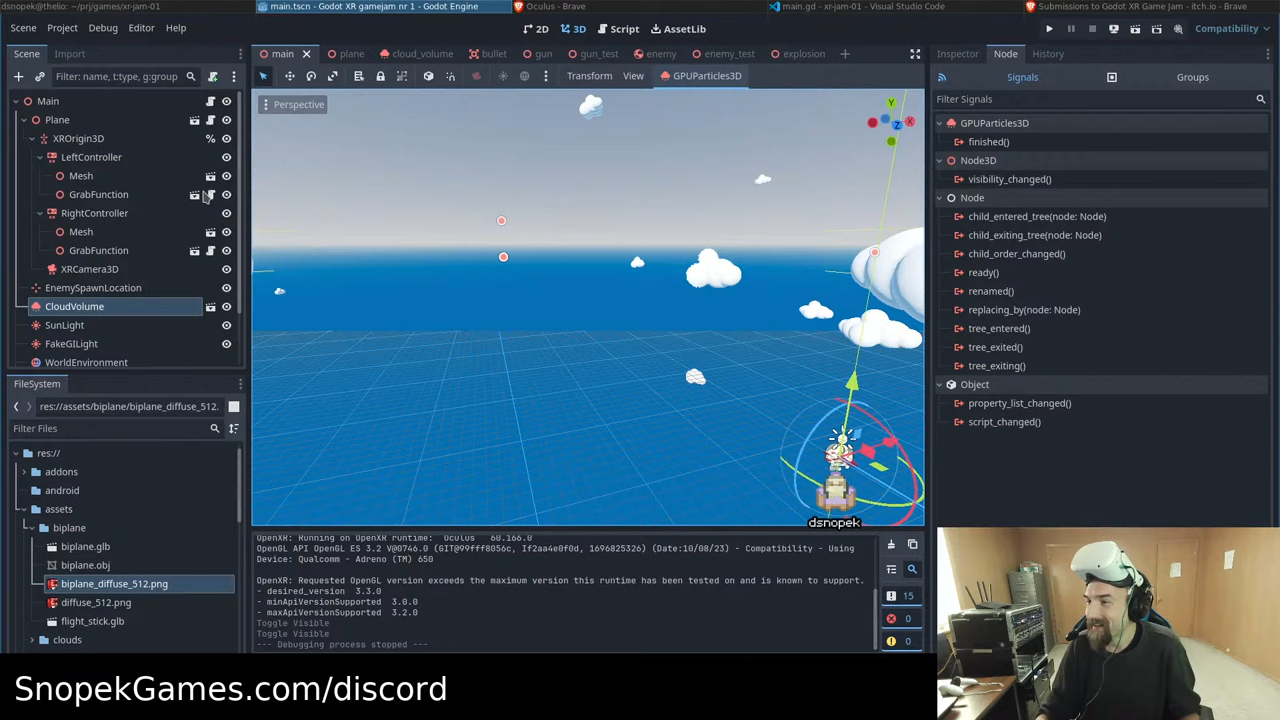 dsnopek@thelio: ~/prj/games/xr-jam-01
main.tscn - Godot XR gamejam nr 1 - Godot Engine
Oculus - Brave
main.gd - xr-jam-01 - Visual Studio Code
Submissions to Godot XR Game Jam - itch.io - Brave
Scene Project Debug Editor Help
2D 3D Script AssetLib
Compatibility
Scene Import
main plane cloud_volume bullet gun gun_test enemy enemy_test explosion
Inspector Node History
Filter: name, t:type, g:group
Transform View GPUParticles3D
Signals Groups
Perspective
Y
X
Z
Filter Signals
Main
Plane
XROrigin3D
LeftController
Mesh
GrabFunction
RightController
Mesh
GrabFunction
XRCamera3D
EnemySpawnLocation
CloudVolume
SunLight
FakeGILight
WorldEnvironment
GPUParticles3D
finished()
Node3D
visibility_changed()
Node
child_entered_tree(node: Node)
child_exiting_tree(node: Node)
child_order_changed()
ready()
renamed()
replacing_by(node: Node)
tree_entered()
tree_exited()
tree_exiting()
Object
property_list_changed()
script_changed()
FileSystem
res://assets/biplane/biplane_diffuse_512.
Filter Files
res://
addons
android
assets
biplane
biplane.glb
biplane.obj
biplane_diffuse_512.png
diffuse_512.png
flight_stick.glb
clouds
dsnopek
OpenXR: Running on OpenXR runtime:  Oculus   60.166.0
OpenGL API OpenGL ES 3.2 V@0746.0 (GIT@99fff8056c, If2aa4e0f0d, 1696825326) (Date:10/08/23) - Compatibility - Using
Device: Qualcomm - Adreno (TM) 650
OpenXR: Requested OpenGL version exceeds the maximum version this runtime has been tested on and is known to support.
- desired_version  3.3.0
- minApiVersionSupported  3.0.0
- maxApiVersionSupported  3.2.0
Toggle Visible
Toggle Visible
--- Debugging process stopped ---
15
0
0
SnopekGames.com/discord